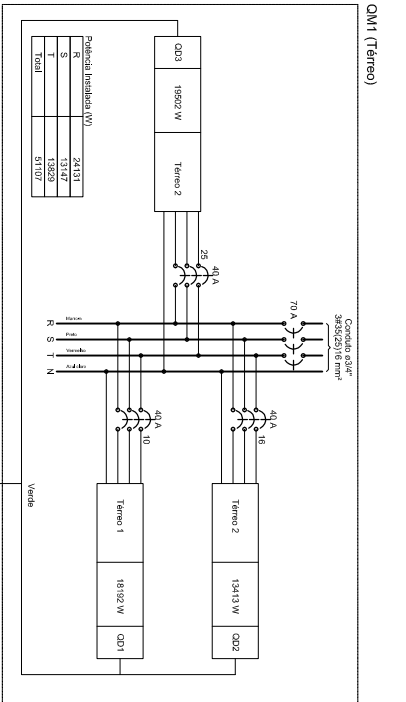 QM1 (Térreo)
Conduto ø3/4"
3#35(25)16 mm²
70 A
QD3
19502 W
Térreo 2
25
40 A
Potência Instalada (W)
R 24131
S 13147
T 13829
Total 51107
R
S
T
N
Marrom
Preto
Vermelho
Azul claro
40 A
16
Térreo 2
13413 W
QD2
40 A
10
Térreo 1
18192 W
QD1
Verde